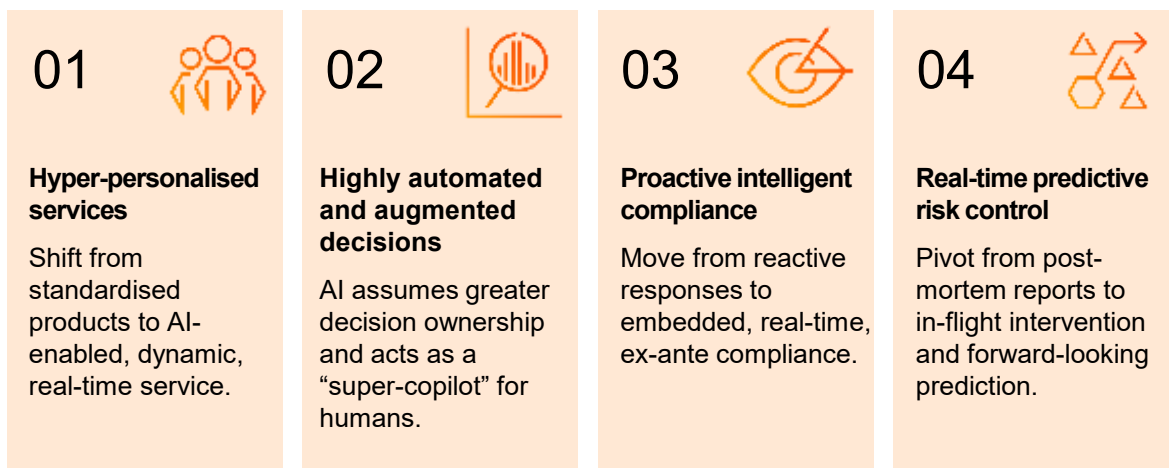 01
Hyper-personalised
services
Shift from
standardised
products to AI-
enabled, dynamic,
real-time service.
02
Highly automated
and augmented
decisions
AI assumes greater
decision ownership
and acts as a
“super-copilot” for
humans.
03
Proactive intelligent
compliance
Move from reactive
responses to
embedded, real-time,
ex-ante compliance.
04
Real-time predictive
risk control
Pivot from post-
mortem reports to
in-flight intervention
and forward-looking
prediction.